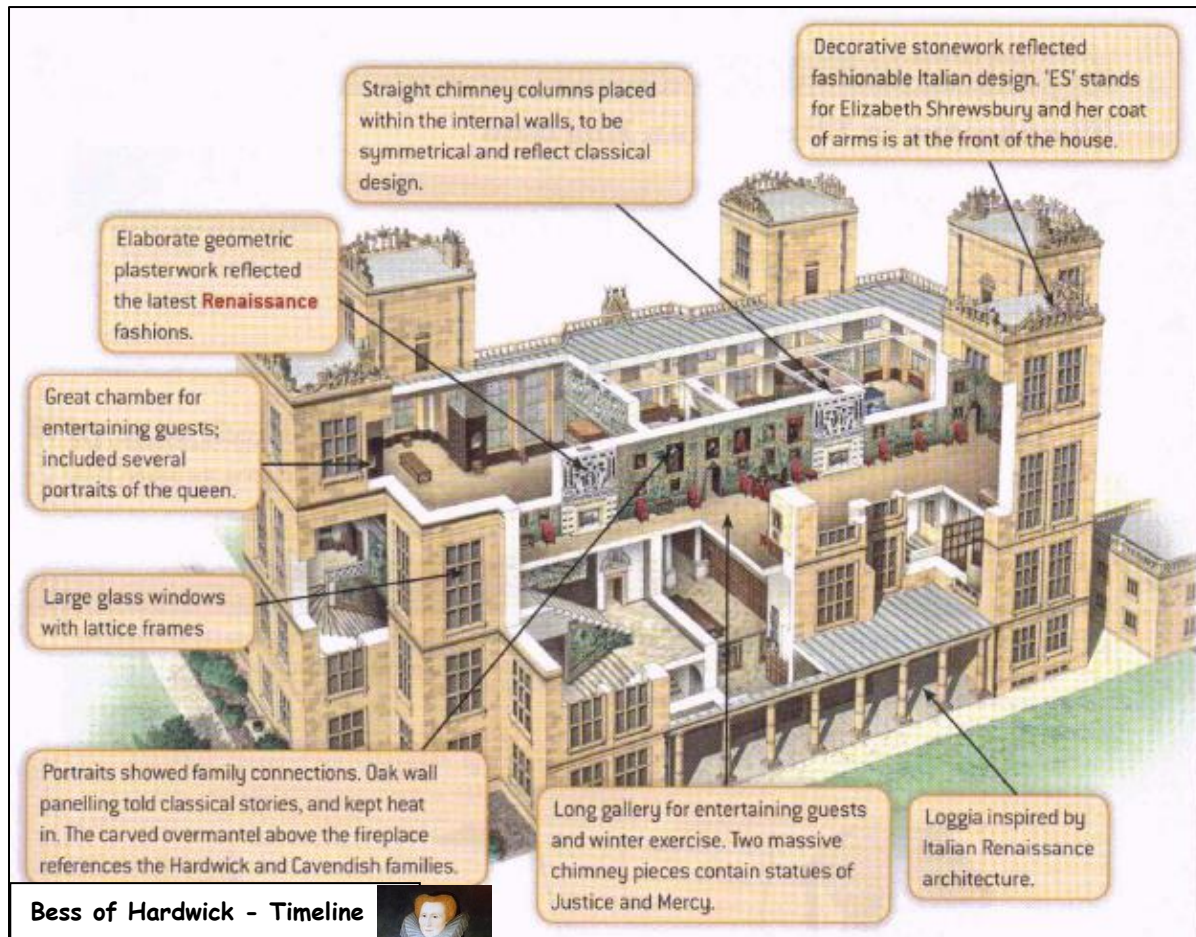 Decorative stonework reflected
fashionable Italian design. 'ES' stands
for Elizabeth Shrewsbury and her coat
of arms is at the front of the house.
Straight chimney columns placed
within the internal walls, to be
symmetrical and reflect classical
design.
Elaborate geometric
plasterwork reflected
the latest Renaissance
fashions.
Great chamber for
entertaining guests;
included several
portraits of the queen.
Large glass windows
with lattice frames
Portraits showed family connections. Oak wall
panelling told classical stories, and kept heat
in. The carved overmantel above the fireplace
references the Hardwick and Cavendish families.
Long gallery for entertaining guests
and winter exercise. Two massive
chimney pieces contain statues of
Justice and Mercy.
Loggia inspired by
Italian Renaissance
architecture.
Bess of Hardwick - Timeline